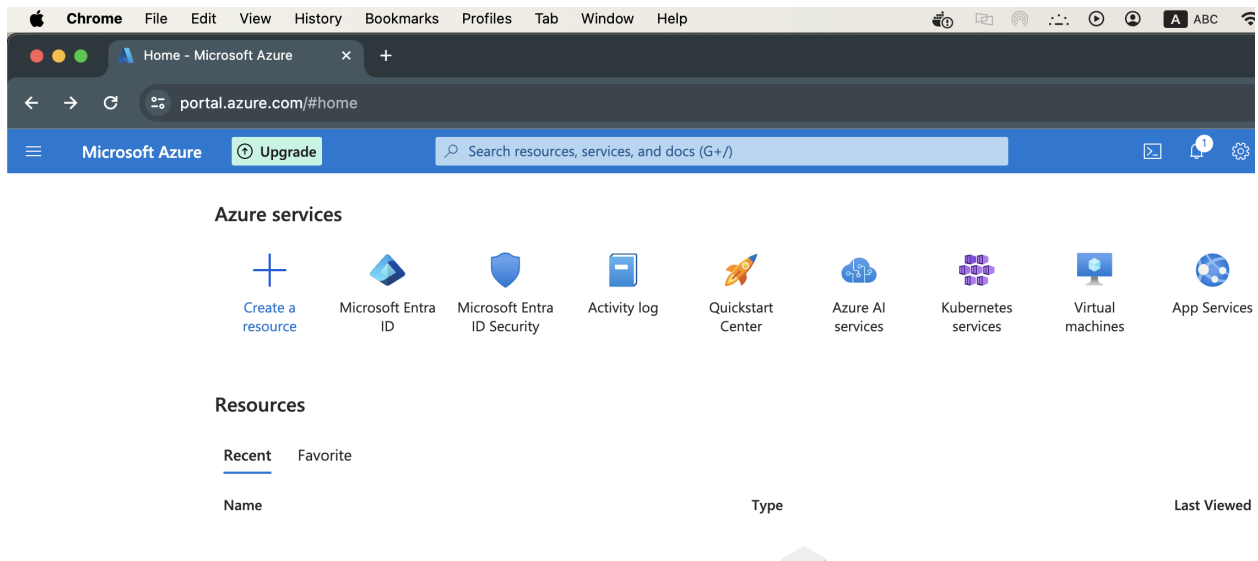 Chrome File Edit View History Bookmarks Profiles Tab Window Help A ABC
Home - Microsoft Azure
portal.azure.com/#home
Microsoft Azure Upgrade Search resources, services, and docs (G+/) 1
Azure services
Create a resource
Microsoft Entra ID
Microsoft Entra ID Security
Activity log
Quickstart Center
Azure AI services
Kubernetes services
Virtual machines
App Services
Resources
Recent Favorite
Name Type Last Viewed